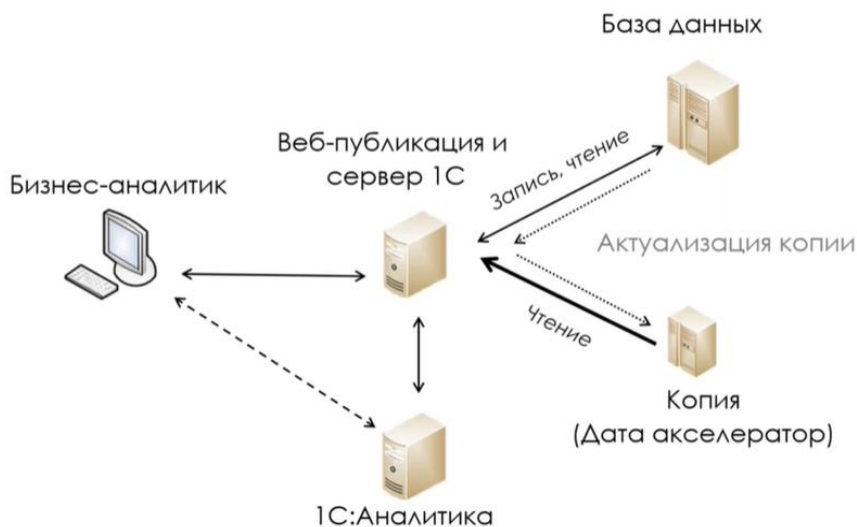 База данных
Веб-публикация и
сервер 1С
Бизнес-аналитик
Запись, чтение
Актуализация копии
Чтение
Копия
(Дата акселератор)
1С:Аналитика